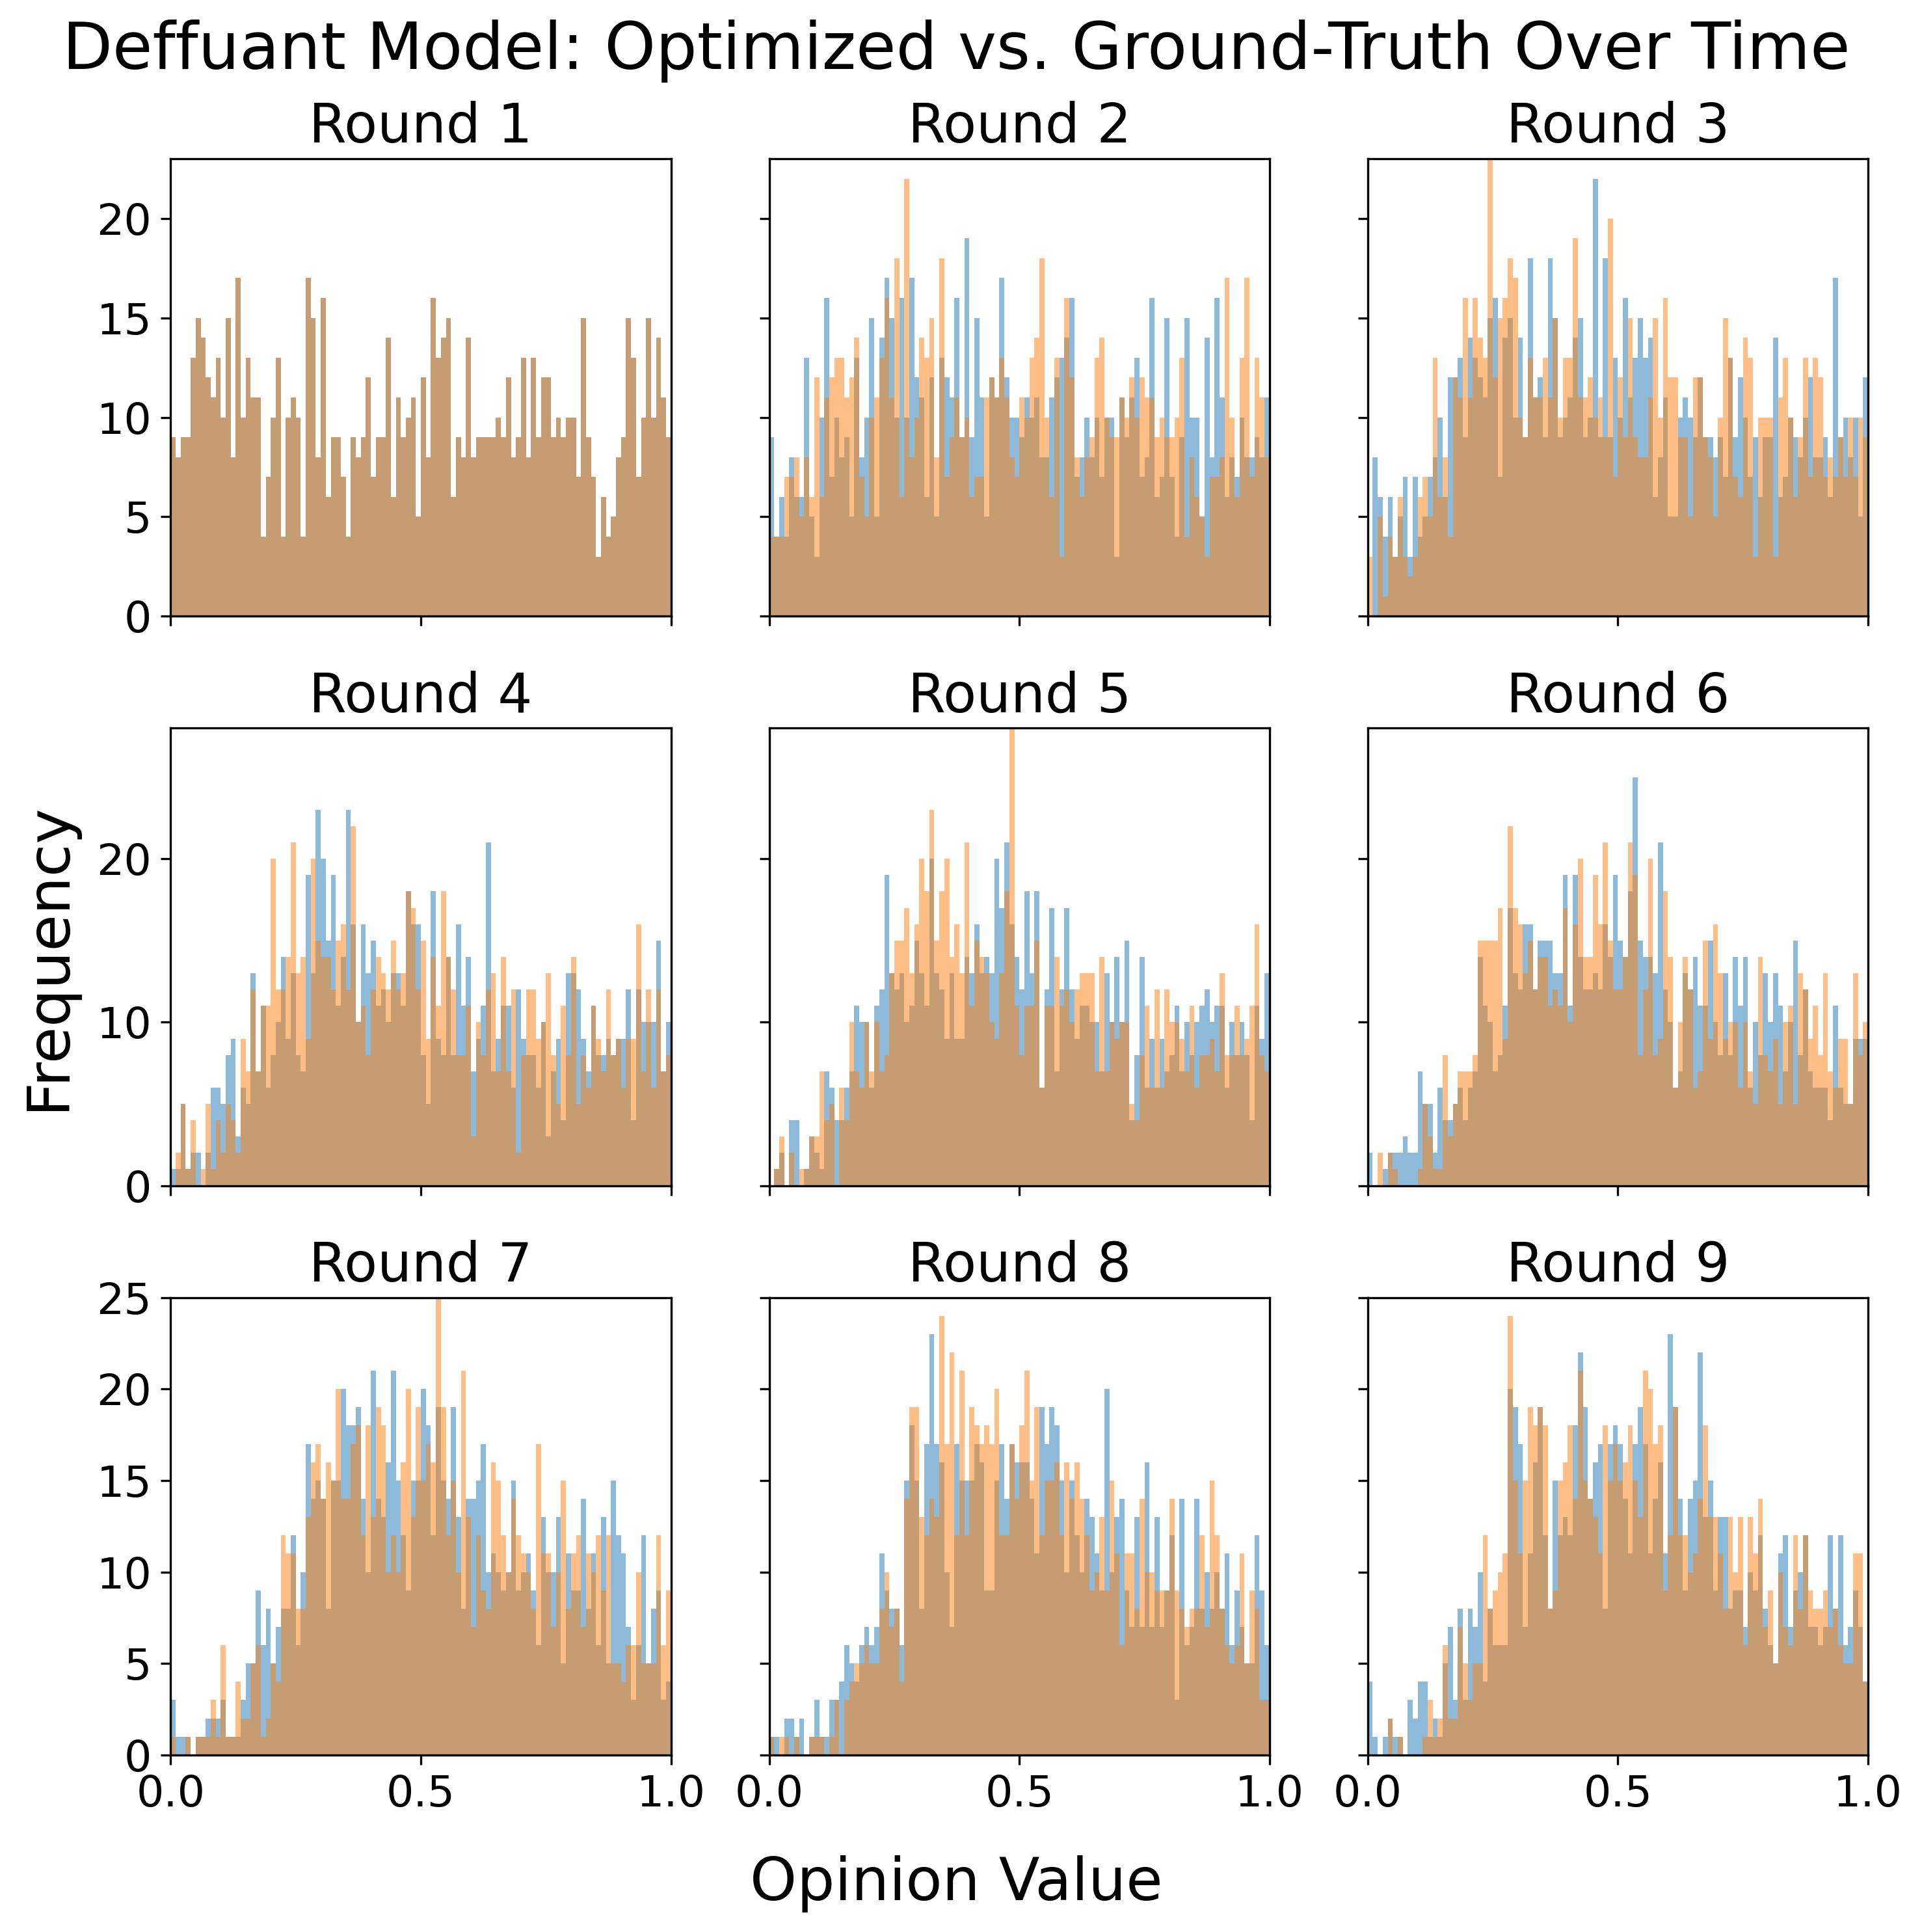 Deffuant Model: Optimized vs. Ground-Truth Over Time
Round 1
Round 2
Round 3
20
15
10
5
0
Round 4
Round 5
Round 6
20
10
0
Frequency
Round 7
Round 8
Round 9
25
20
15
10
5
0
0.0 0.5 1.0 0.0 0.5 1.0 0.0 0.5 1.0
Opinion Value